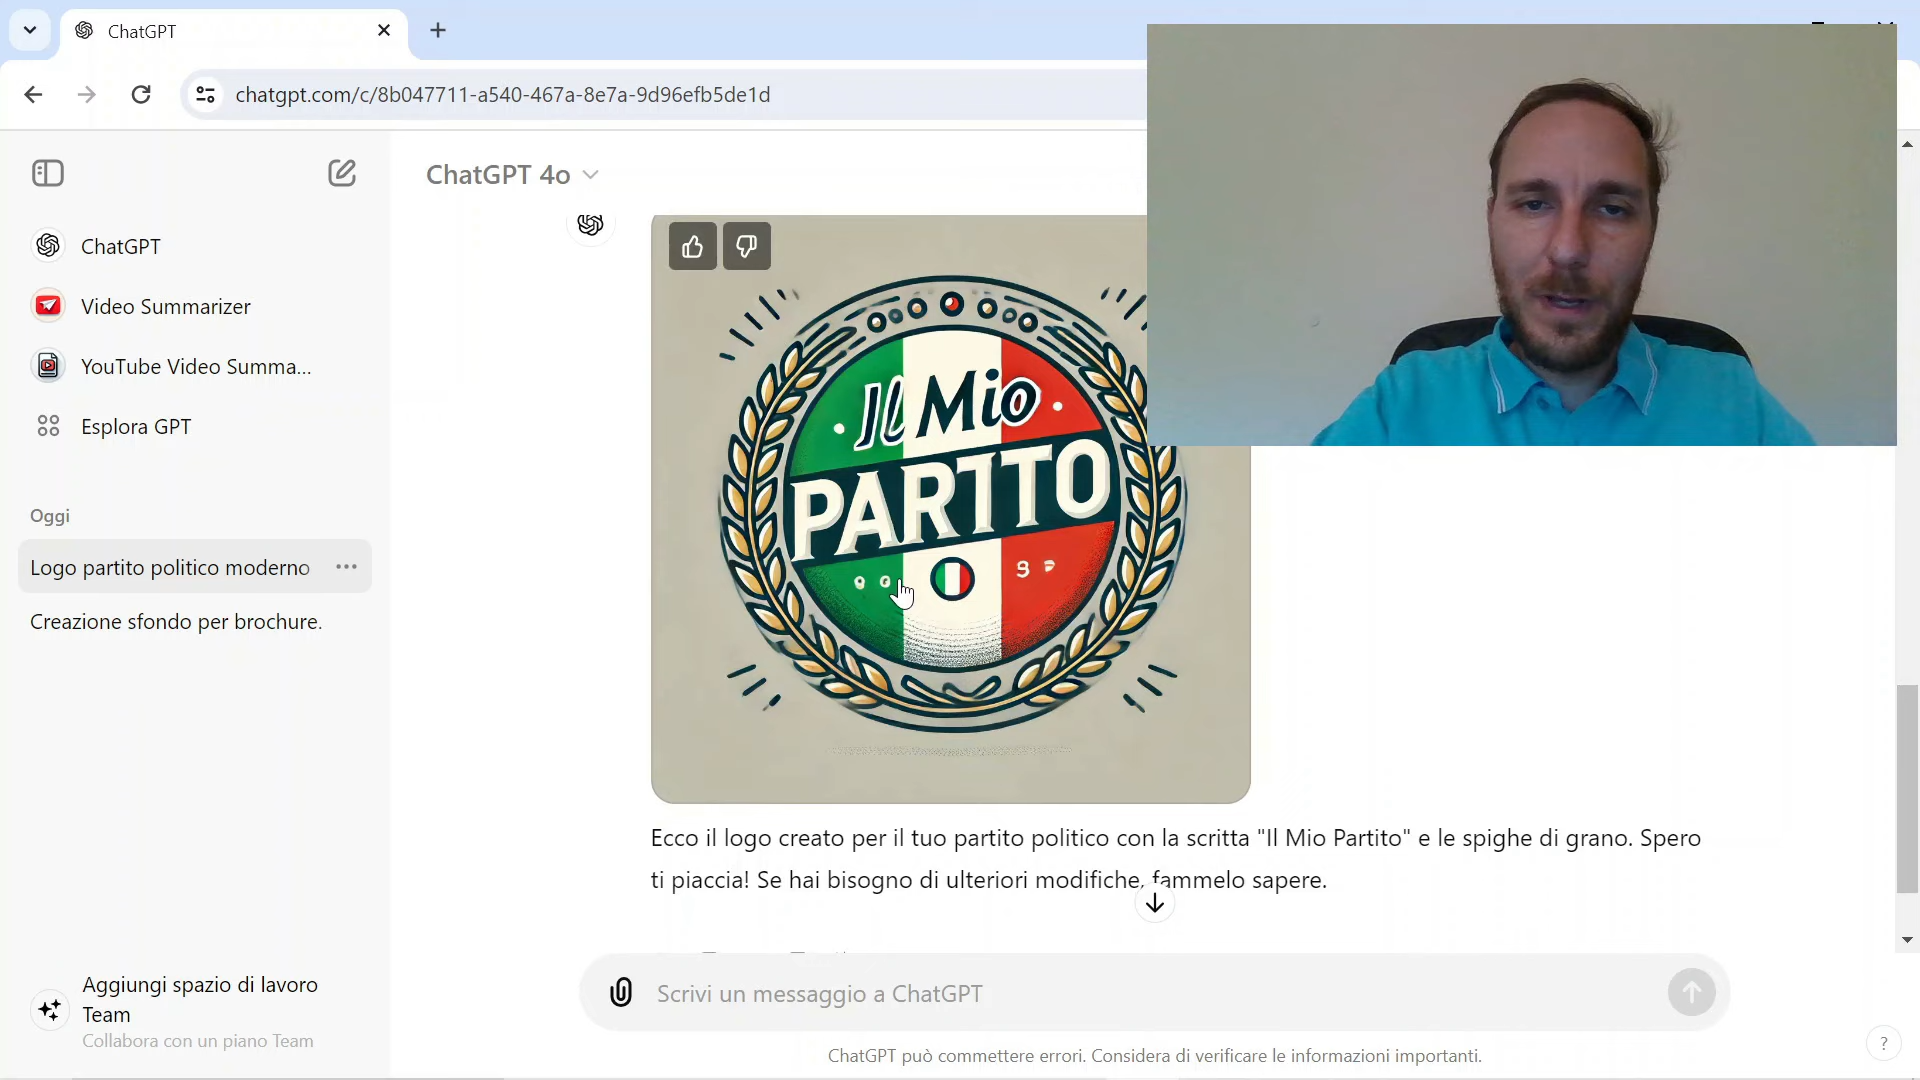 ChatGPT
chatgpt.com/c/8b047711-a540-467a-8e7a-9d96efb5de1d
ChatGPT 4o
ChatGPT
Video Summarizer
YouTube Video Summa...
Esplora GPT
Oggi
Logo partito politico moderno
Creazione sfondo per brochure.
Aggiungi spazio di lavoro
Team
Collabora con un piano Team
Il Mio
PARTITO
Ecco il logo creato per il tuo partito politico con la scritta "Il Mio Partito" e le spighe di grano. Spero
ti piaccia! Se hai bisogno di ulteriori modifiche, fammelo sapere.
Scrivi un messaggio a ChatGPT
ChatGPT può commettere errori. Considera di verificare le informazioni importanti.
?